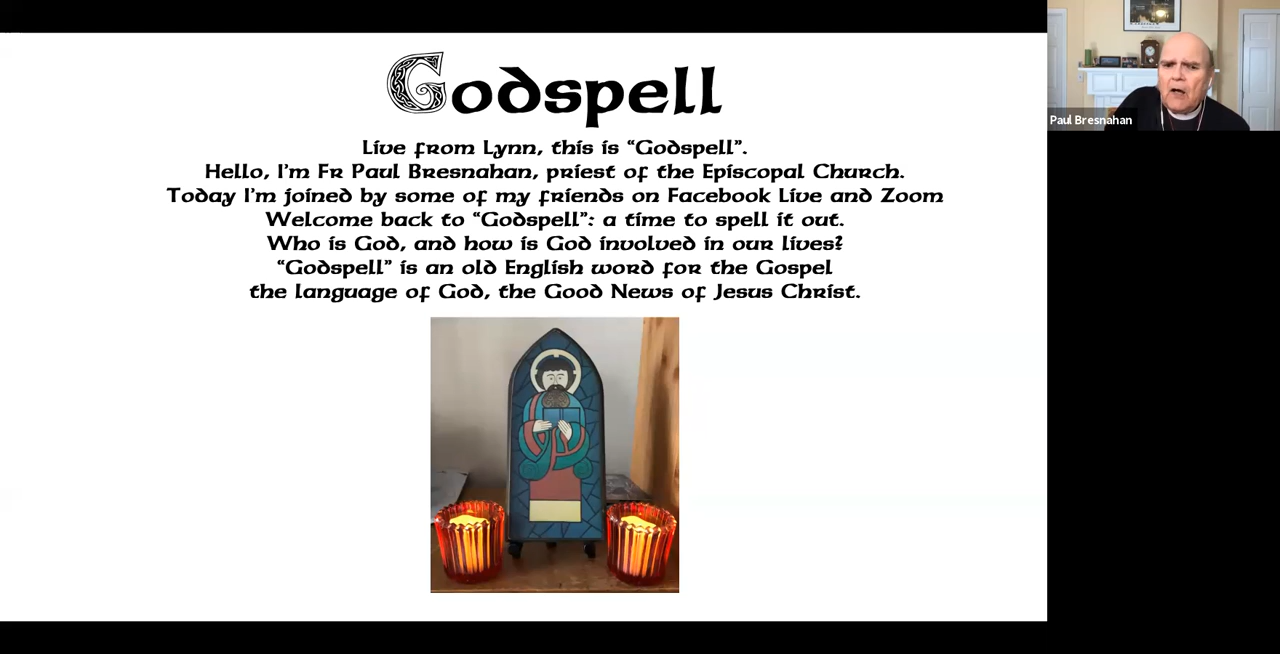 Godspell
Live from Lynn, this is “Godspell”.
Hello, I’m Fr Paul Bresnahan, priest of the Episcopal Church.
Today I’m joined by some of my friends on Facebook Live and Zoom
Welcome back to “Godspell”: a time to spell it out.
Who is God, and how is God involved in our lives?
“Godspell” is an old English word for the Gospel
the language of God, the Good News of Jesus Christ.
Paul Bresnahan